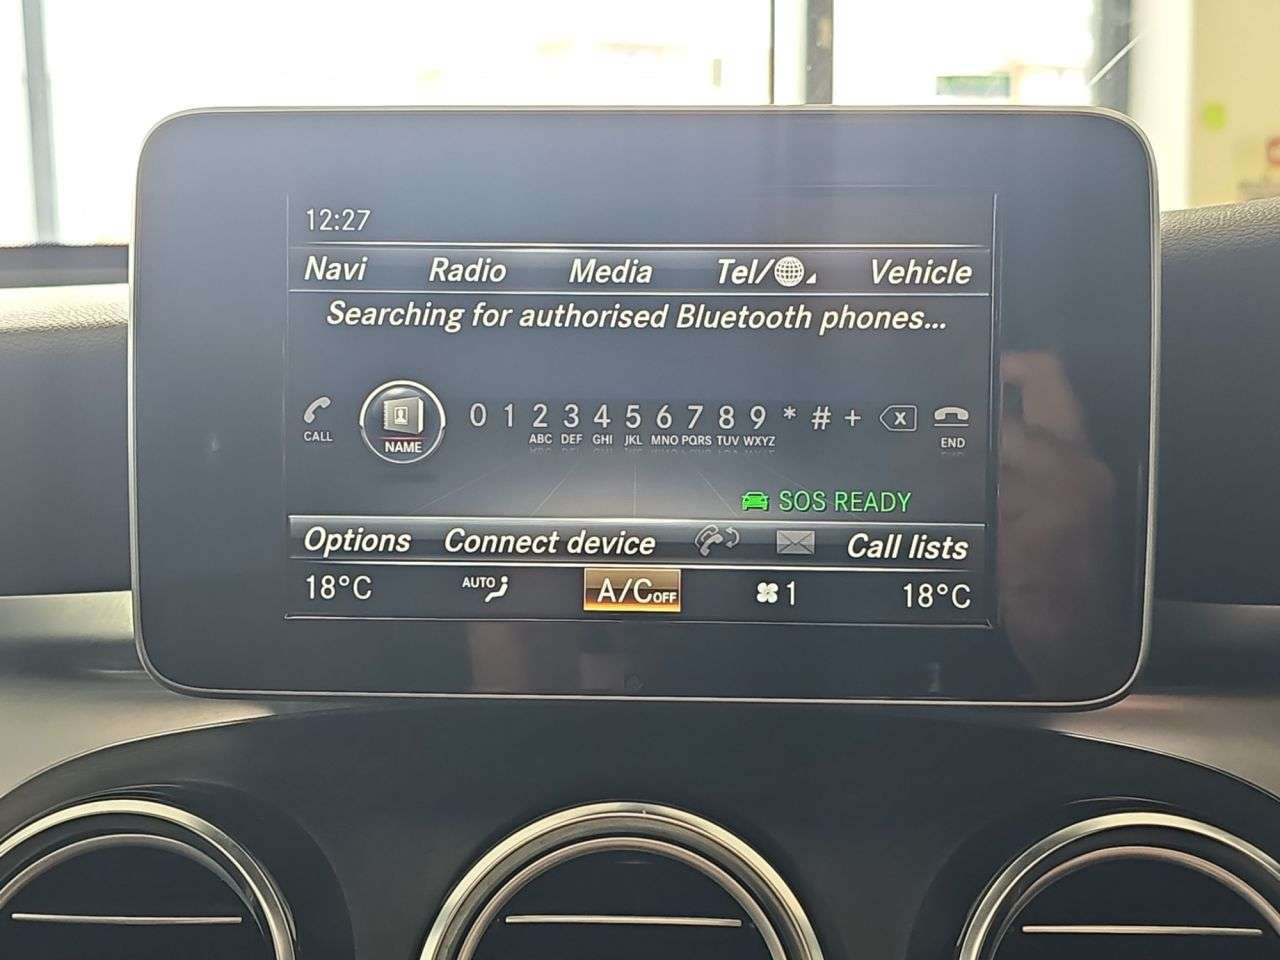 12:27
Navi Radio Media Tel/ Vehicle
Searching for authorised Bluetooth phones...
0 1 2 3 4 5 6 7 8 9 * # +
ABC DEF GHI JKL MNO PQRS TUV WXYZ
CALL NAME X END
SOS READY
Options Connect device Call lists
18°C AUTO A/C OFF 1 18°C